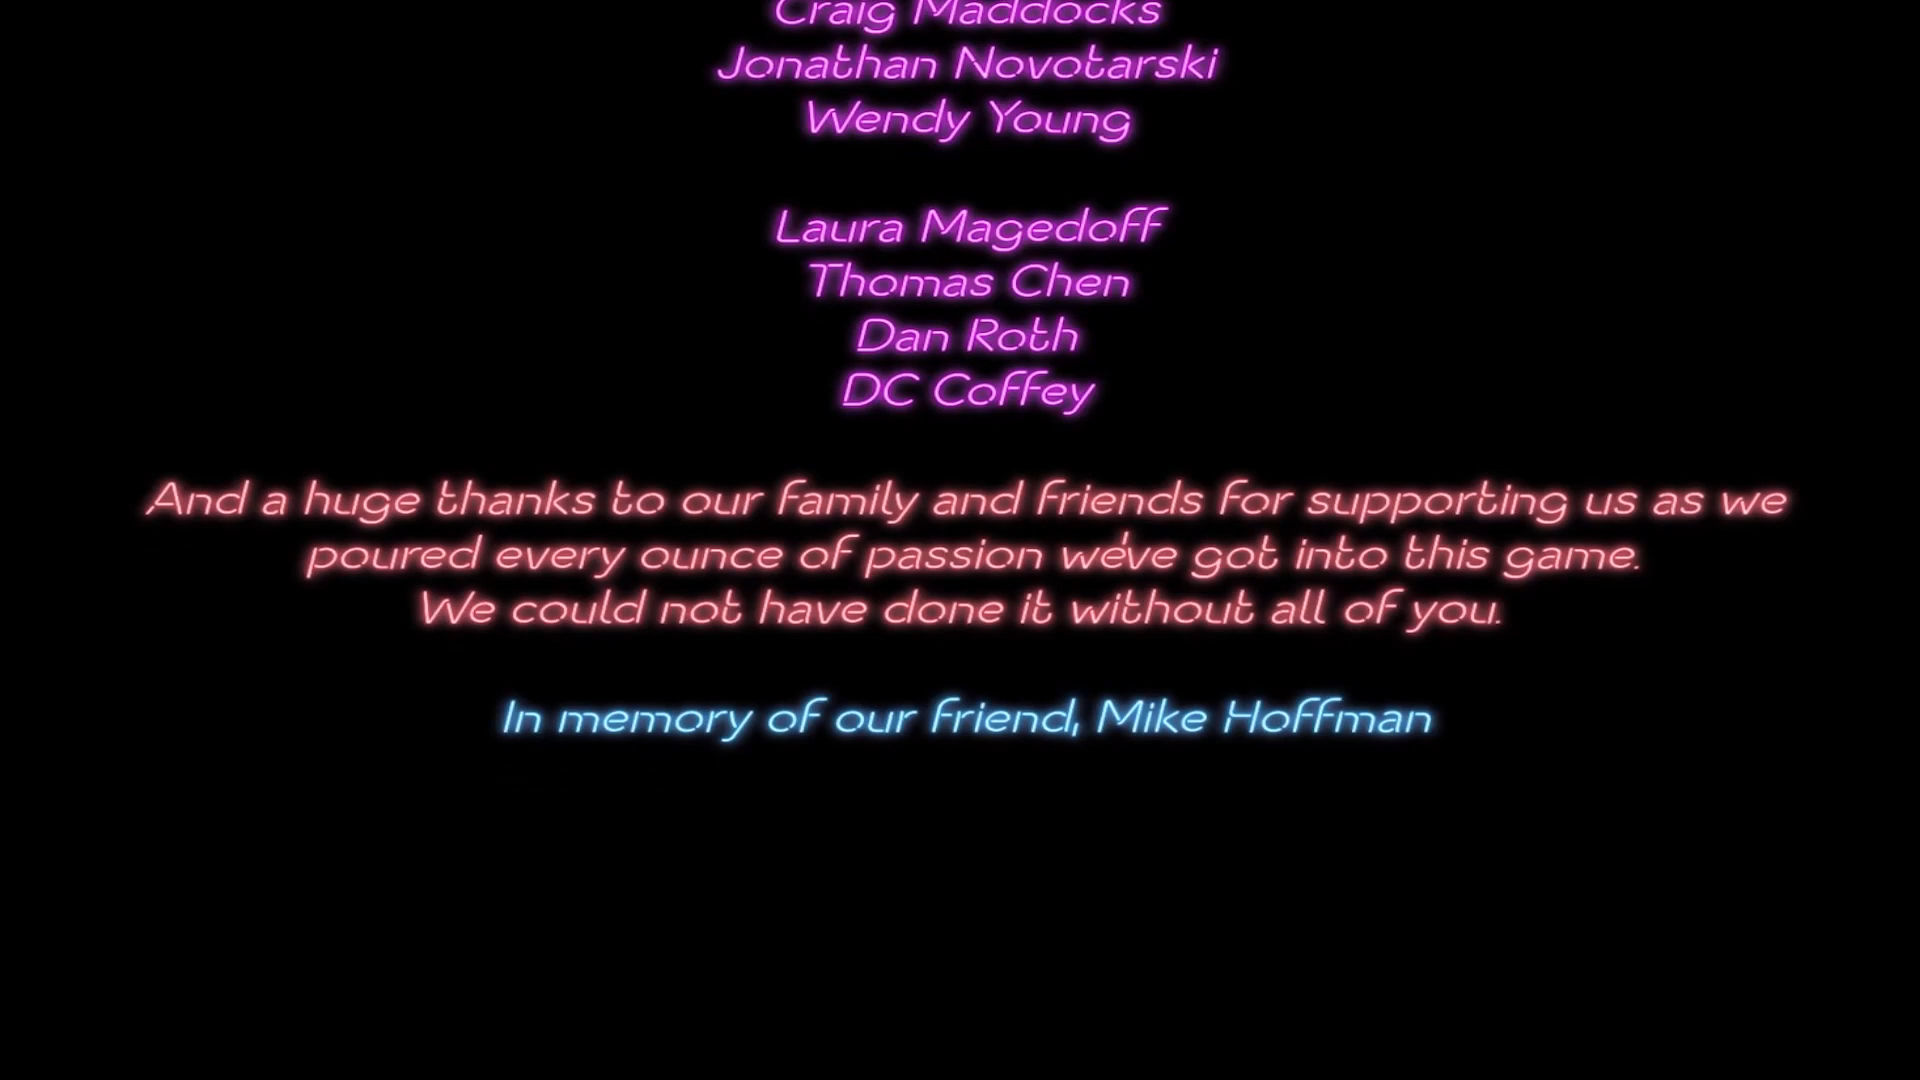 Craig Maddocks
Jonathan Novotarski
Wendy Young
Laura Magedoff
Thomas Chen
Dan Roth
DC Coffey
And a huge thanks to our family and friends for supporting us as we
poured every ounce of passion we've got into this game.
We could not have done it without all of you.
In memory of our friend, Mike Hoffman